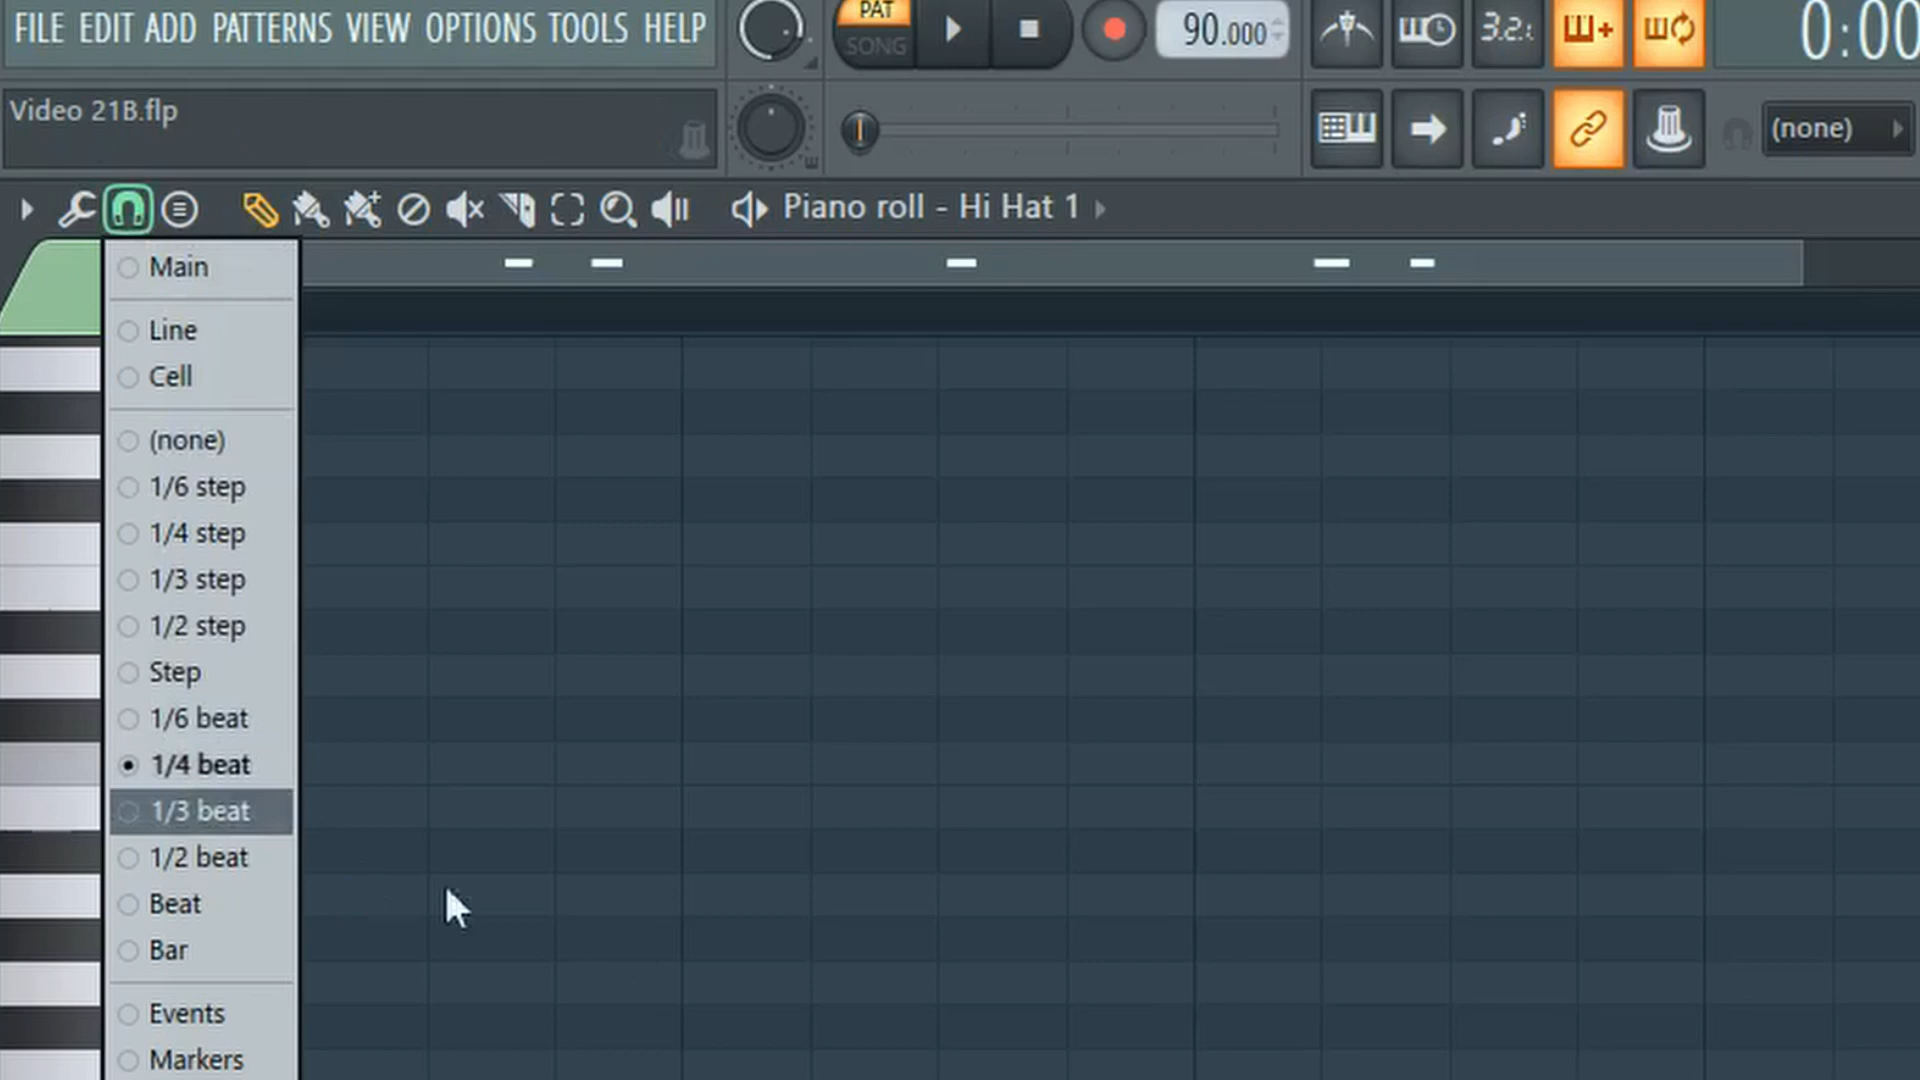 FILE EDIT ADD PATTERNS VIEW OPTIONS TOOLS HELP
PAT
SONG
90.000
3.2.
0:00
Video 21B.flp
(none)
Piano roll - Hi Hat 1
Main
Line
Cell
(none)
1/6 step
1/4 step
1/3 step
1/2 step
Step
1/6 beat
1/4 beat
1/3 beat
1/2 beat
Beat
Bar
Events
Markers